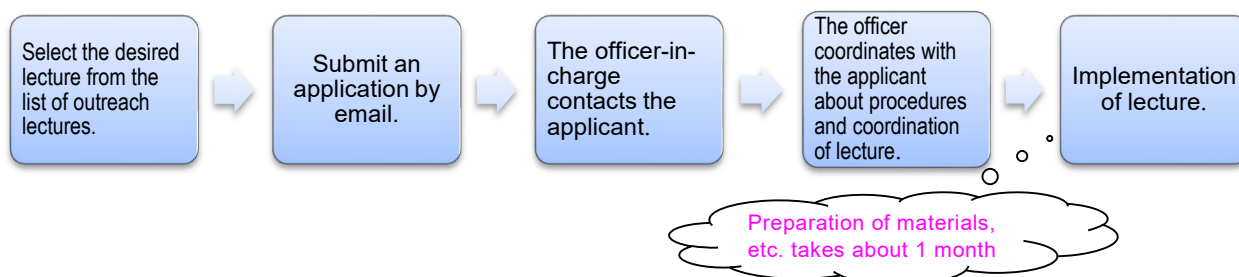 Select the desired
lecture from the
list of outreach
lectures.
Submit an
application by
email.
The officer-in-
charge
contacts the
applicant.
The officer
coordinates with
the applicant
about procedures
and coordination
of lecture.
Implementation
of lecture.
Preparation of materials,
etc. takes about 1 month